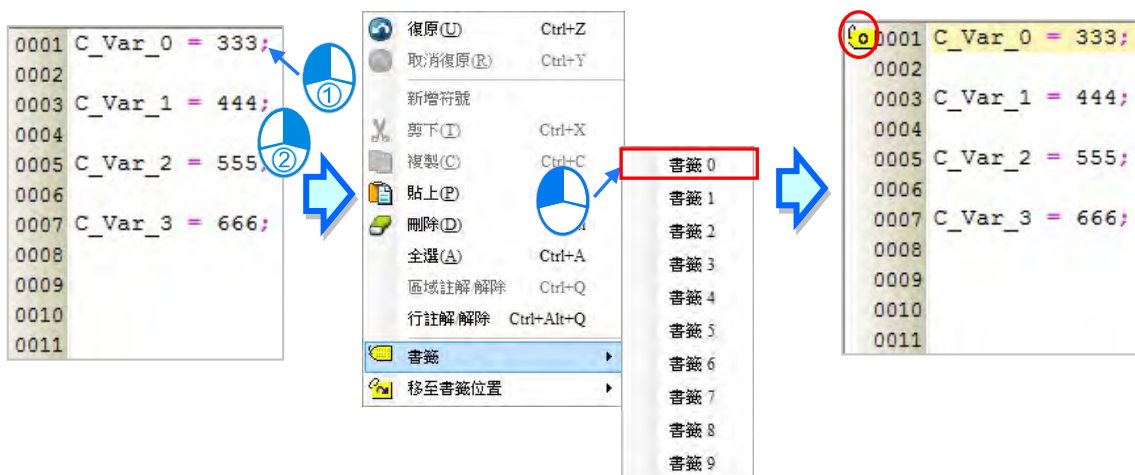 0001 C_Var_0 = 333;
0002
0003 C_Var_1 = 444;
0004
0005 C_Var_2 = 555
0006
0007 C_Var_3 = 666;
0008
0009
0010
0011
①
②
復原(U) Ctrl+Z
取消復原(R) Ctrl+Y
新增符號
剪下(T) Ctrl+X
複製(C) Ctrl+C
貼上(P)
刪除(D)
全選(A) Ctrl+A
區域註解/解除 Ctrl+Q
行註解/解除 Ctrl+Alt+Q
書籤
移至書籤位置
書籤 0
書籤 1
書籤 2
書籤 3
書籤 4
書籤 5
書籤 6
書籤 7
書籤 8
書籤 9
0 0001 C_Var_0 = 333;
0002
0003 C_Var_1 = 444;
0004
0005 C_Var_2 = 555;
0006
0007 C_Var_3 = 666;
0008
0009
0010
0011